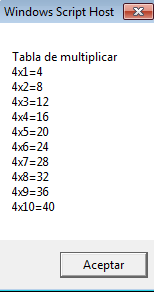 Windows Script Host
Tabla de multiplicar
4x1=4
4x2=8
4x3=12
4x4=16
4x5=20
4x6=24
4x7=28
4x8=32
4x9=36
4x10=40
Aceptar